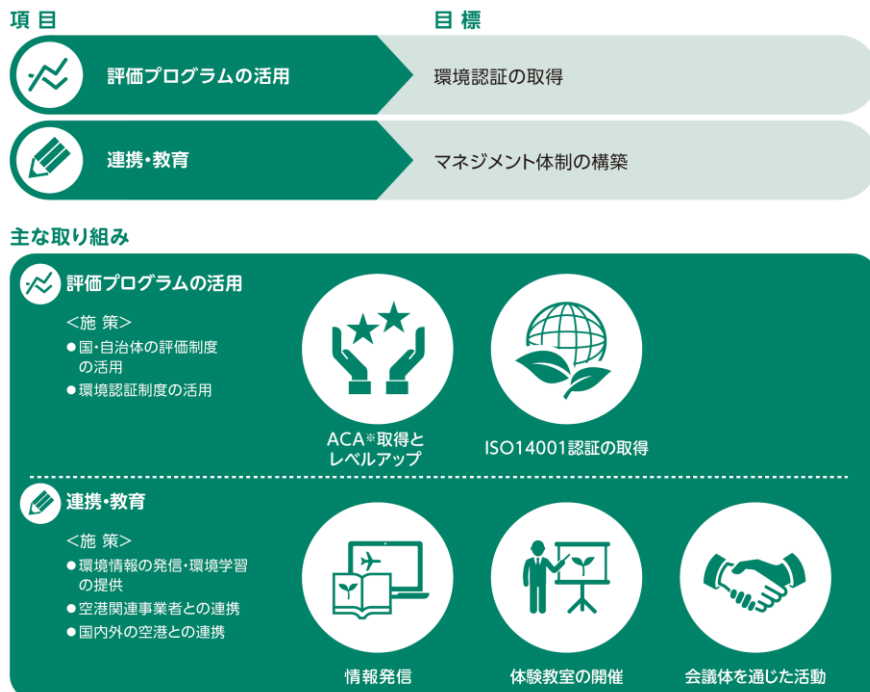 項目
目標
評価プログラムの活用
環境認証の取得
連携・教育
マネジメント体制の構築
主な取り組み
評価プログラムの活用
<施 策>
●国・自治体の評価制度
の活用
●環境認証制度の活用
ACA※取得と
レベルアップ
ISO14001認証の取得
連携・教育
<施 策>
●環境情報の発信・環境学習
の提供
●空港関連事業者との連携
●国内外の空港との連携
情報発信
体験教室の開催
会議体を通じた活動